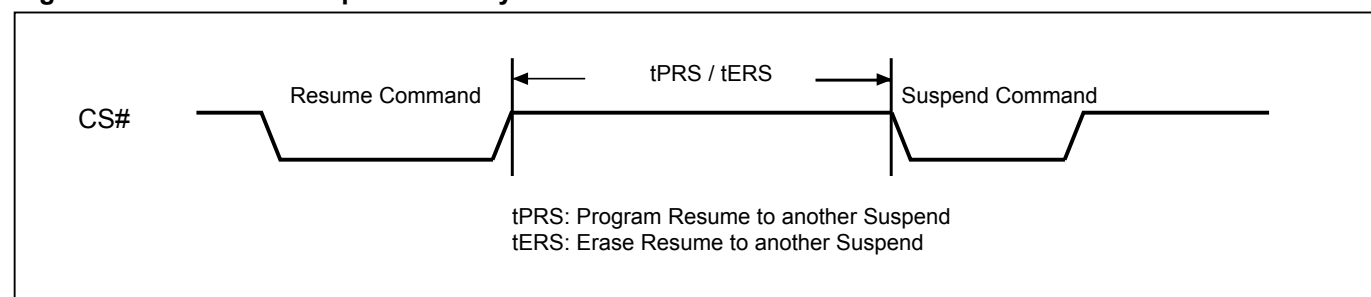 tPRS / tERS
Resume Command
Suspend Command
CS#
tPRS: Program Resume to another Suspend
tERS: Erase Resume to another Suspend